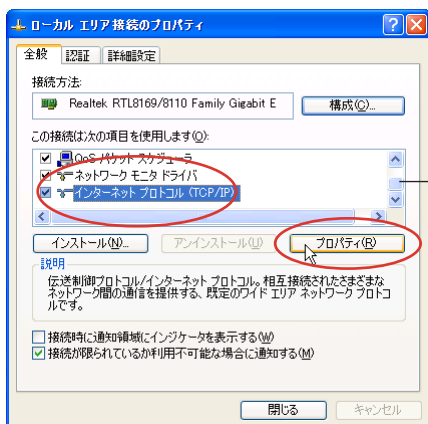 ローカル エリア接続のプロパティ
全般 認証 詳細設定
接続方法:
Realtek RTL8169/8110 Family Gigabit E 構成(C)...
この接続は次の項目を使用します(O):
QoS パケット スケジューラ
ネットワーク モニタ ドライバ
インターネット プロトコル (TCP/IP)
インストール(N)... アンインストール(U) プロパティ(R)
説明
伝送制御プロトコル/インターネット プロトコル。相互接続されたさまざまな
ネットワーク間の通信を提供する、既定のワイド エリア ネットワーク プロトコ
ルです。
接続時に通知領域にインジケータを表示する(W)
接続が限られているか利用不可能な場合に通知する(M)
閉じる キャンセル